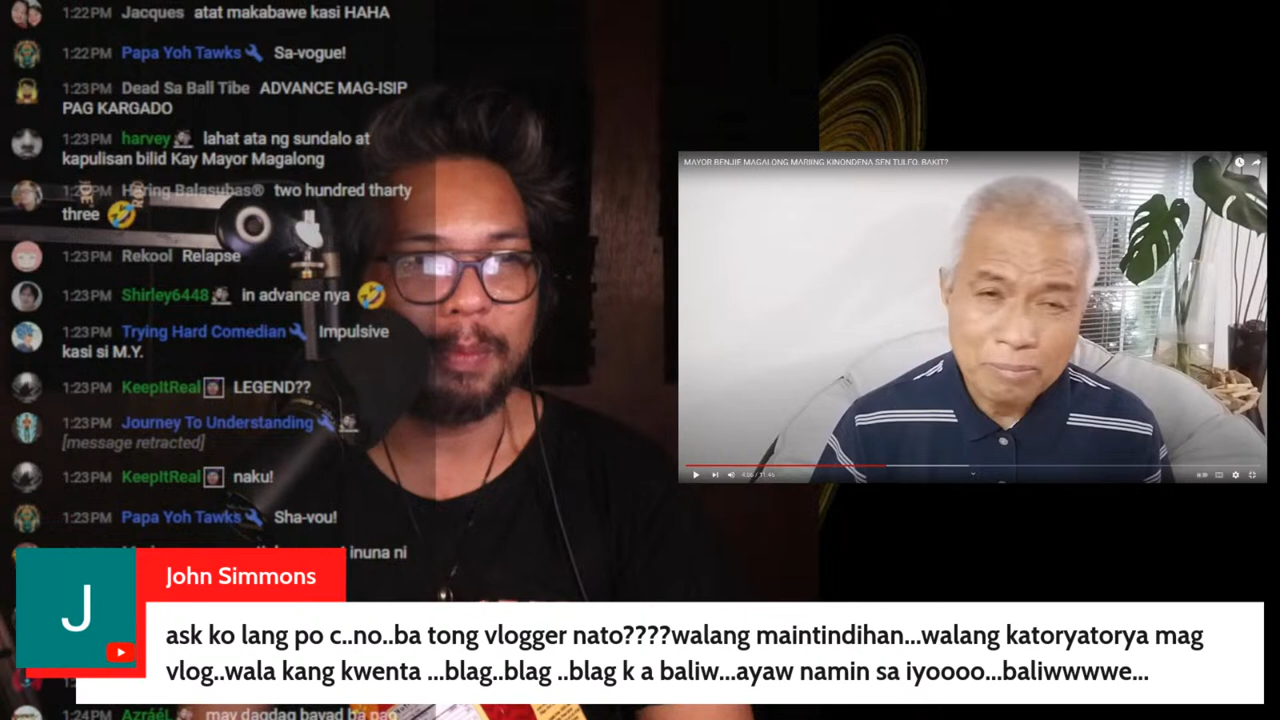 1:22PM Jacques atat makabawe kasi HAHA
1:22PM Papa Yoh Tawks Sa-vogue!
1:23PM Dead Sa Ball Tibe ADVANCE MAG-ISIP
PAG KARGADO
1:23PM harvey lahat ata ng sundalo at
kapulisan bilid Kay Mayor Magalong
Balasubas® two hundred tharty
three 🤣
1:23PM Rekool Relapse
1:23PM Shirley6448 in advance nya 🤣
1:23PM Trying Hard Comedian Impulsive
kasi si M.Y.
1:23PM KeepItReal LEGEND??
1:23PM Journey To Understanding
[message retracted]
1:23PM KeepItReal naku!
1:23PM Papa Yoh Tawks Sha-vou!
inuna ni
MAYOR BENJIE MAGALONG MARIING KINONDENA SEN TULFO, BAKIT?
J
John Simmons
ask ko lang po c..no..ba tong vlogger nato????walang maintindihan...walang katoryatorya mag
vlog..wala kang kwenta ...blag..blag ..blag k a baliw...ayaw namin sa iyoooo...baliwwwwe...
1:24PM Azráél may dagdag bayad ba pag